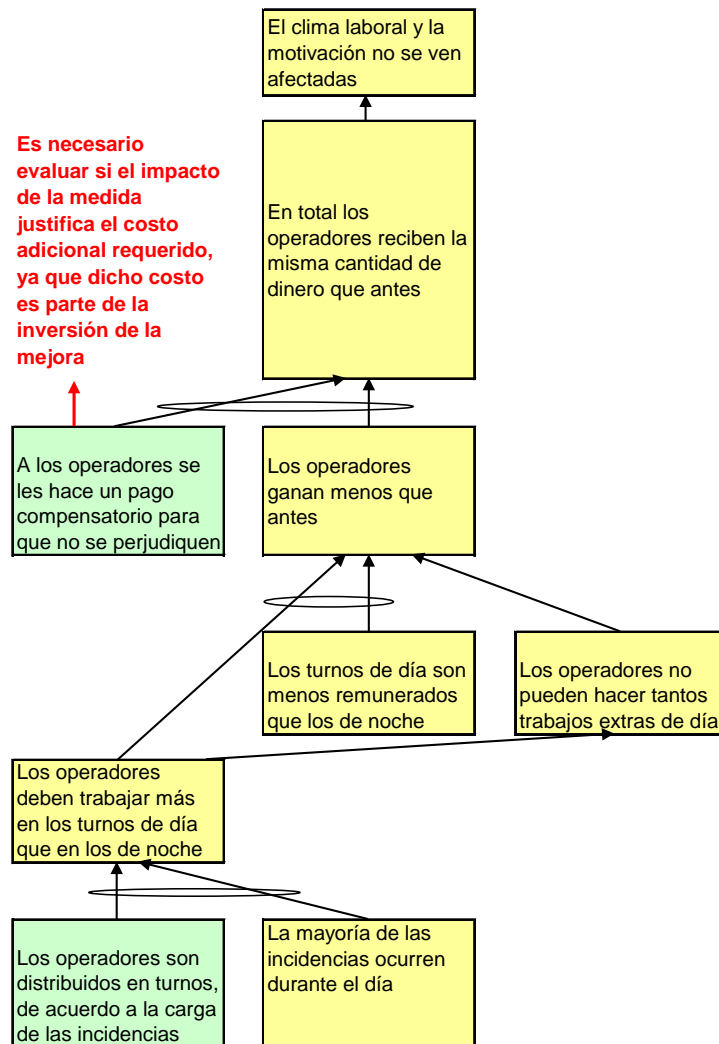 El clima laboral y la
motivación no se ven
afectadas
Es necesario
evaluar si el impacto
de la medida
justifica el costo
adicional requerido,
ya que dicho costo
es parte de la
inversión de la
mejora
En total los
operadores reciben la
misma cantidad de
dinero que antes
A los operadores se
les hace un pago
compensatorio para
que no se perjudiquen
Los operadores
ganan menos que
antes
Los turnos de día son
menos remunerados
que los de noche
Los operadores no
pueden hacer tantos
trabajos extras de día
Los operadores
deben trabajar más
en los turnos de día
que en los de noche
Los operadores son
distribuidos en turnos,
de acuerdo a la carga
de las incidencias
La mayoría de las
incidencias ocurren
durante el día